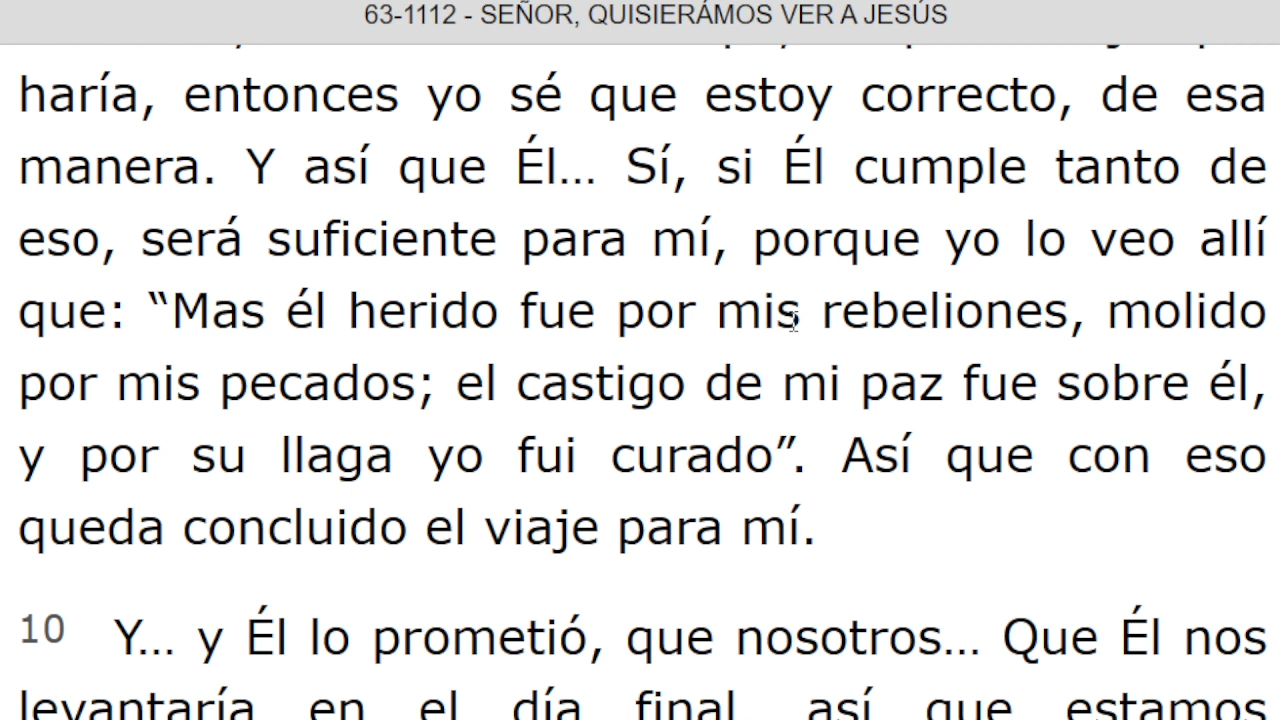 63-1112 - SEÑOR, QUISIERÁMOS VER A JESÚS
haría, entonces yo sé que estoy correcto, de esa
manera. Y así que Él... Sí, si Él cumple tanto de
eso, será suficiente para mí, porque yo lo veo allí
que: “Mas él herido fue por mis rebeliones, molido
por mis pecados; el castigo de mi paz fue sobre él,
y por su llaga yo fui curado”. Así que con eso
queda concluido el viaje para mí.
10 Y... y Él lo prometió, que nosotros... Que Él nos
levantaría en el día final, así que estamos